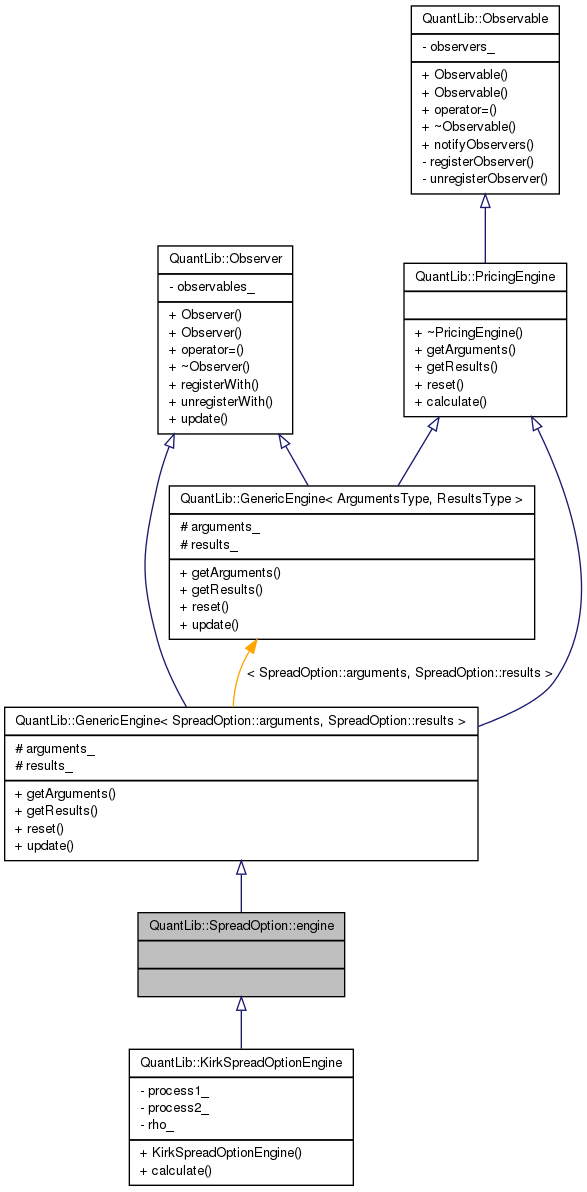 QuantLib::Observable
- observers_
+ Observable()
+ Observable()
+ operator=()
+ ~Observable()
+ notifyObservers()
- registerObserver()
- unregisterObserver()
QuantLib::Observer
- observables_
+ Observer()
+ Observer()
+ operator=()
+ ~Observer()
+ registerWith()
+ unregisterWith()
+ update()
QuantLib::PricingEngine
+ ~PricingEngine()
+ getArguments()
+ getResults()
+ reset()
+ calculate()
QuantLib::GenericEngine< ArgumentsType, ResultsType >
# arguments_
# results_
+ getArguments()
+ getResults()
+ reset()
+ update()
< SpreadOption::arguments, SpreadOption::results >
QuantLib::GenericEngine< SpreadOption::arguments, SpreadOption::results >
# arguments_
# results_
+ getArguments()
+ getResults()
+ reset()
+ update()
QuantLib::SpreadOption::engine
QuantLib::KirkSpreadOptionEngine
- process1_
- process2_
- rho_
+ KirkSpreadOptionEngine()
+ calculate()